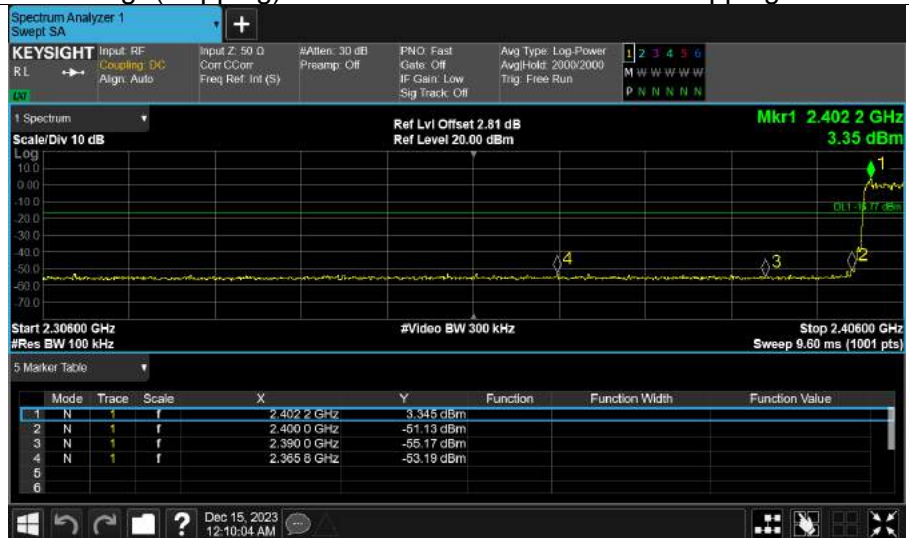 Spectrum Analyzer 1
Swept SA
+
KEYSIGHT Input: RF Input Z: 50 Ω #Atten: 30 dB PNO: Fast Avg Type: Log-Power 1 2 3 4 5 6
RL Coupling: DC Corr CCorr Preamp: Off Gate: Off Avg|Hold: 2000/2000 M W W W W W
Align: Auto Freq Ref: Int (S) IF Gain: Low Trig: Free Run
Sig Track: Off P N N N N N
1 Spectrum Ref Lvl Offset 2.81 dB Mkr1 2.402 2 GHz
Scale/Div 10 dB Ref Level 20.00 dBm 3.35 dBm
Log
10.0 1
0.00
-10.0
DL1 -16.77 dBm
-20.0
-30.0
-40.0 4 3 2
-50.0
-60.0
-70.0
Start 2.30600 GHz #Video BW 300 kHz Stop 2.40600 GHz
#Res BW 100 kHz Sweep 9.60 ms (1001 pts)
5 Marker Table
Mode Trace Scale X Y Function Function Width Function Value
1 N 1 f 2.402 2 GHz 3.345 dBm
2 N 1 f 2.400 0 GHz -51.13 dBm
3 N 1 f 2.390 0 GHz -55.17 dBm
4 N 1 f 2.365 8 GHz -53.19 dBm
5
6
? Dec 15, 2023
12:10:04 AM